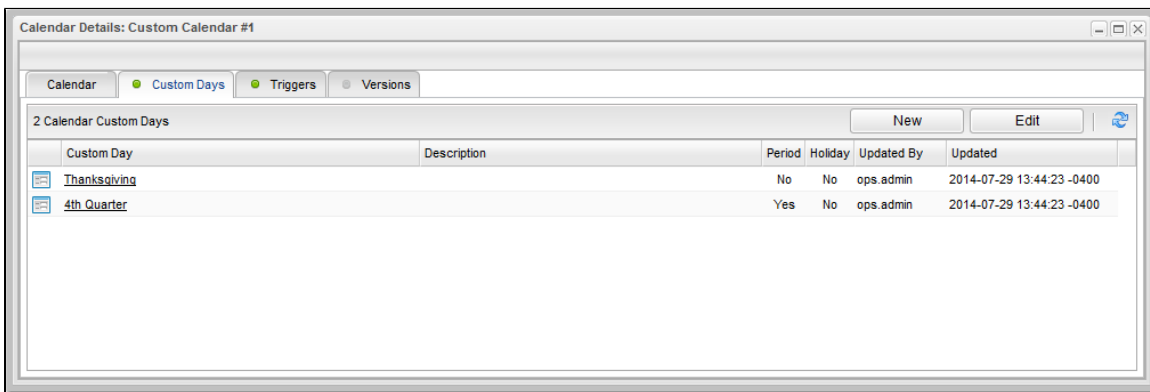 Calendar Details: Custom Calendar #1
Calendar Custom Days Triggers Versions
2 Calendar Custom Days New Edit
Custom Day Description Period Holiday Updated By Updated
Thanksgiving No No ops.admin 2014-07-29 13:44:23 -0400
4th Quarter Yes No ops.admin 2014-07-29 13:44:23 -0400